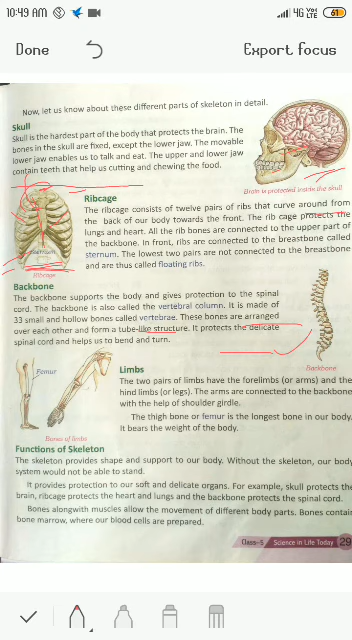 10:49 AM
4G VoLTE 61
Done
Export focus
Now, let us know about these different parts of skeleton in detail.
Skull
Skull is the hardest part of the body that protects the brain. The
bones in the skull are fixed, except the lower jaw. The movable
lower jaw enables us to talk and eat. The upper and lower jaw
contain teeth that help us cutting and chewing the food.
Brain is protected inside the skull
Ribcage
The ribcage consists of twelve pairs of ribs that curve around from
the back of our body towards the front. The rib cage protects the
lungs and heart. All the rib bones are connected to the upper part of
the backbone. In front, ribs are connected to the breastbone called
sternum. The lowest two pairs are not connected to the breastbone
and are thus called floating ribs.
Sternum
Ribcage
Backbone
The backbone supports the body and gives protection to the spinal
cord. The backbone is also called the vertebral column. It is made of
33 small and hollow bones called vertebrae. These bones are arranged
over each other and form a tube-like structure. It protects the delicate
spinal cord and helps us to bend and turn.
Backbone
Femur
Bones of limbs
Limbs
The two pairs of limbs have the forelimbs (or arms) and the
hind limbs (or legs). The arms are connected to the backbone
with the help of shoulder girdle.
The thigh bone or femur is the longest bone in our body.
It bears the weight of the body.
Functions of Skeleton
The skeleton provides shape and support to our body. Without the skeleton, our body
system would not be able to stand.
It provides protection to our soft and delicate organs. For example, skull protects the
brain, ribcage protects the heart and lungs and the backbone protects the spinal cord.
Bones alongwith muscles allow the movement of different body parts. Bones contain
bone marrow, where our blood cells are prepared.
Class-5 Science in Life Today 29